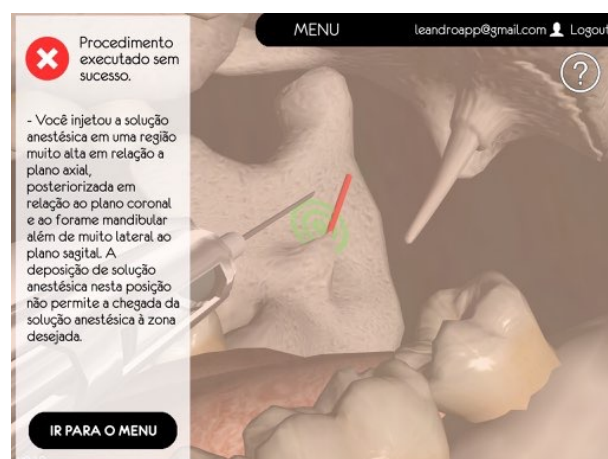 MENU
leandroapp@gmail.com Logout
?
Procedimento
executado sem
sucesso.
- Você injetou a solução
anestésica em uma região
muito alta em relação a
plano axial,
posteriorizada em
relação ao plano coronal
e ao forame mandibular
além de muito lateral ao
plano sagital. A
deposição de solução
anestésica nesta posição
não permite a chegada da
solução anestésica à zona
desejada.
IR PARA O MENU